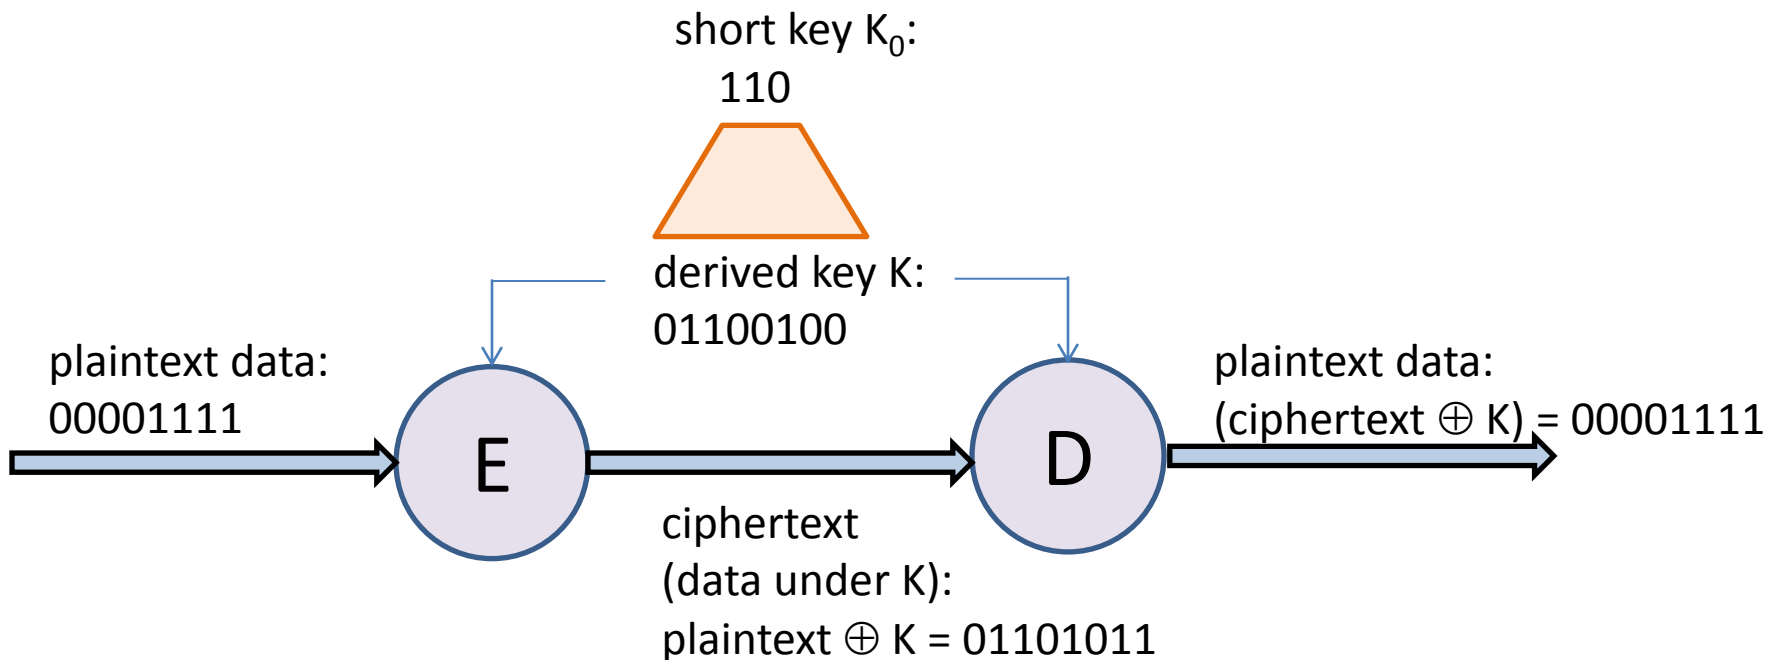 short key K₀:
110
derived key K:
01100100
plaintext data:
00001111
E
D
plaintext data:
(ciphertext ⊕ K) = 00001111
ciphertext
(data under K):
plaintext ⊕ K = 01101011